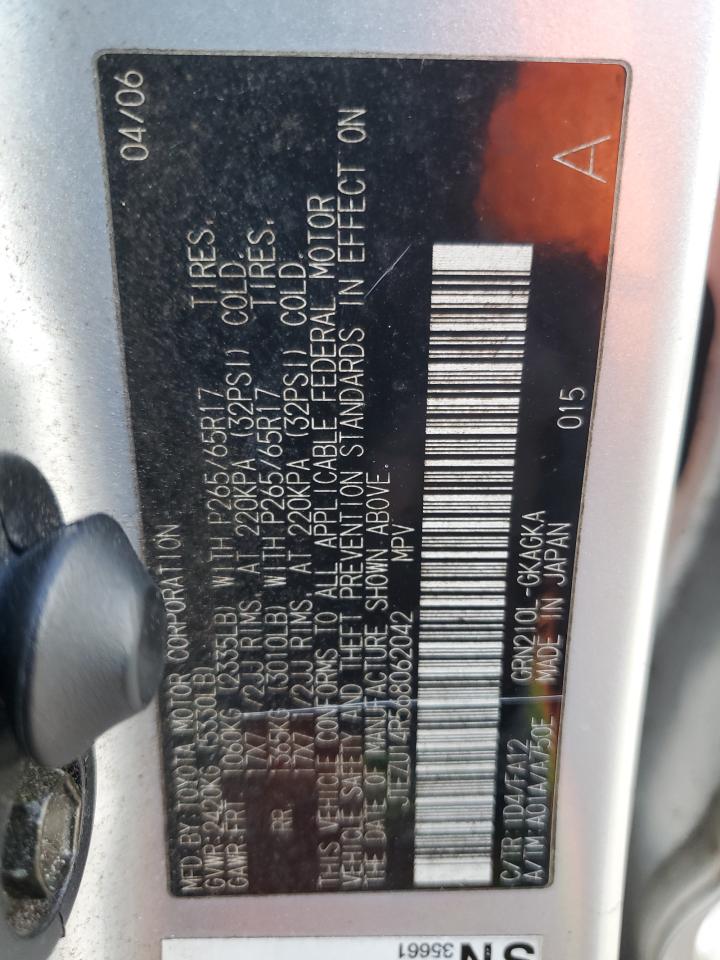 MFD BY:TOYOTA MOTOR CORPORATION 04/06
GVWR:2420KG (5330LB)
GAWR:FRT 1060KG (2335LB) WITH P265/65R17 TIRES,
17X7 1/2JJ RIMS, AT 220KPA (32PSI) COLD.
RR 1365KG (3010LB) WITH P265/65R17 TIRES,
17X7 1/2JJ RIMS, AT 220KPA (32PSI) COLD.
THIS VEHICLE CONFORMS TO ALL APPLICABLE FEDERAL MOTOR
VEHICLE SAFETY AND THEFT PREVENTION STANDARDS IN EFFECT ON
THE DATE OF MANUFACTURE SHOWN ABOVE.
JTEZU14R568062042 MPV
C/TR:1D4/FA12 GRN210L-GKAGKA 015
A/TM:A01A/A750E MADE IN JAPAN A
SN
35661